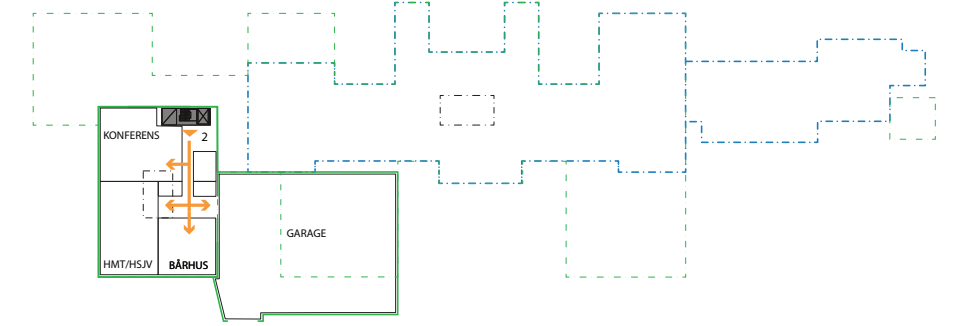 KONFERENS
2
GARAGE
HMT/HSJV
BÅRHUS